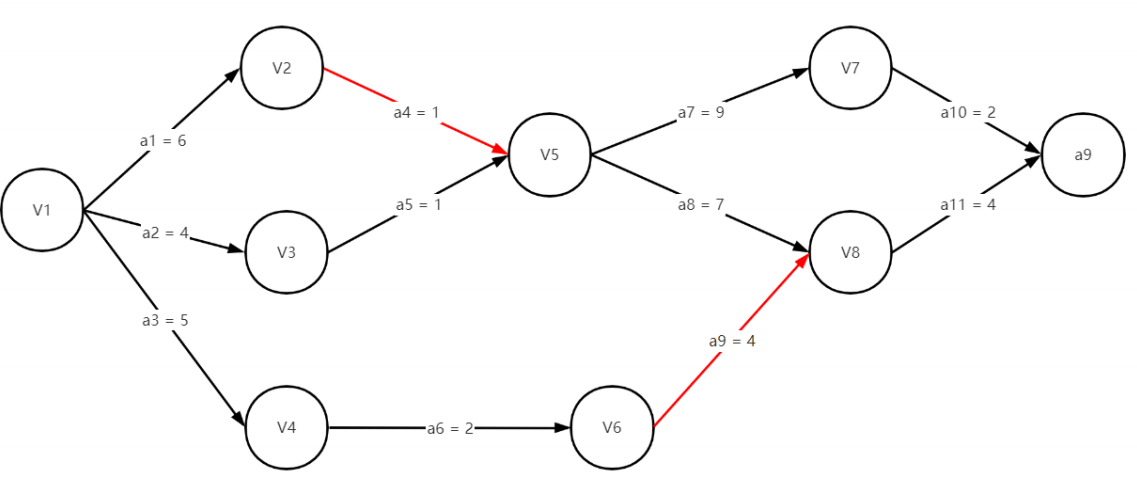 V2
V7
a4 = 1
a7 = 9
a10 = 2
a1 = 6
V5
a9
V1
a5 = 1
a8 = 7
a11 = 4
a2 = 4
V3
V8
a3 = 5
a9 = 4
V4
a6 = 2
V6